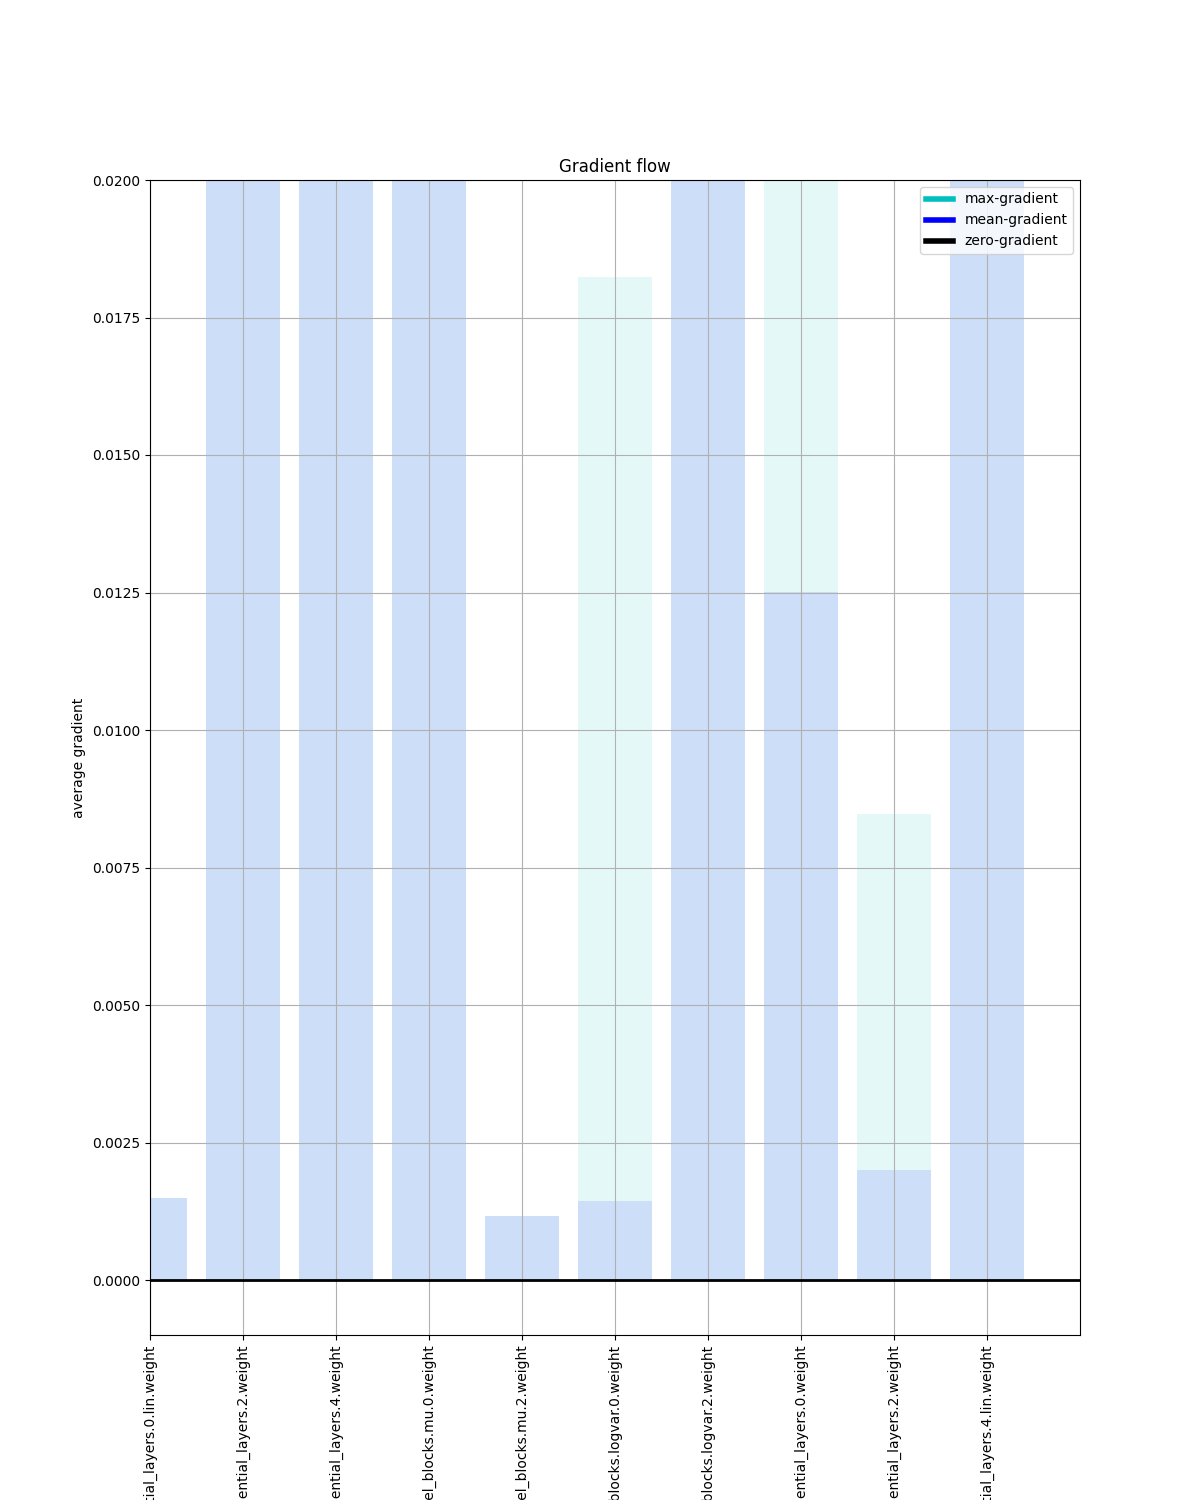 Gradient flow
max-gradient
mean-gradient
zero-gradient
0.0200
0.0175
0.0150
0.0125
0.0100
0.0075
0.0050
0.0025
0.0000
average gradient
tial_layers.0.lin.weight
ential_layers.2.weight
ential_layers.4.weight
el_blocks.mu.0.weight
el_blocks.mu.2.weight
blocks.logvar.0.weight
blocks.logvar.2.weight
ential_layers.0.weight
ential_layers.2.weight
tial_layers.4.lin.weight